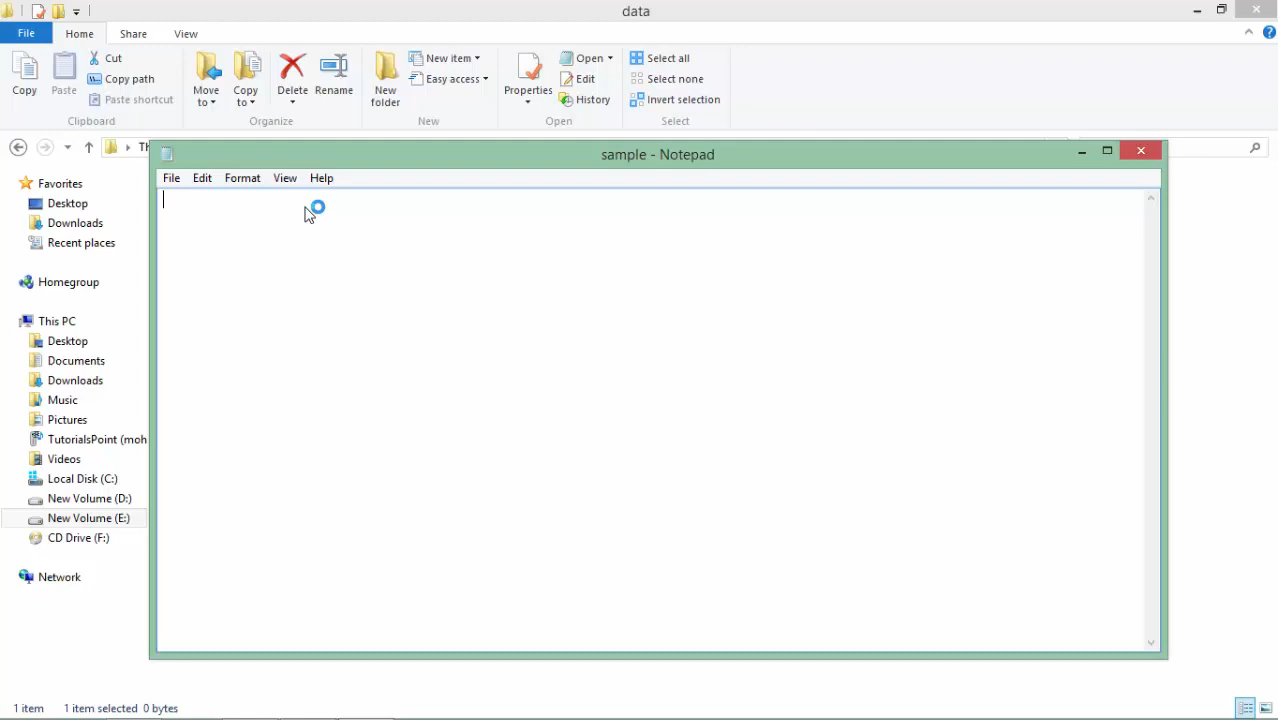 data
File Home Share View
Copy
Paste
Cut
Copy path
Paste shortcut
Clipboard
Move to
Copy to
Delete
Rename
Organize
New folder
New item
Easy access
New
Properties
Open
Edit
History
Open
Select all
Select none
Invert selection
Select
sample - Notepad
File Edit Format View Help
Favorites
Desktop
Downloads
Recent places
Homegroup
This PC
Desktop
Documents
Downloads
Music
Pictures
TutorialsPoint (moh
Videos
Local Disk (C:)
New Volume (D:)
New Volume (E:)
CD Drive (F:)
Network
1 item 1 item selected 0 bytes